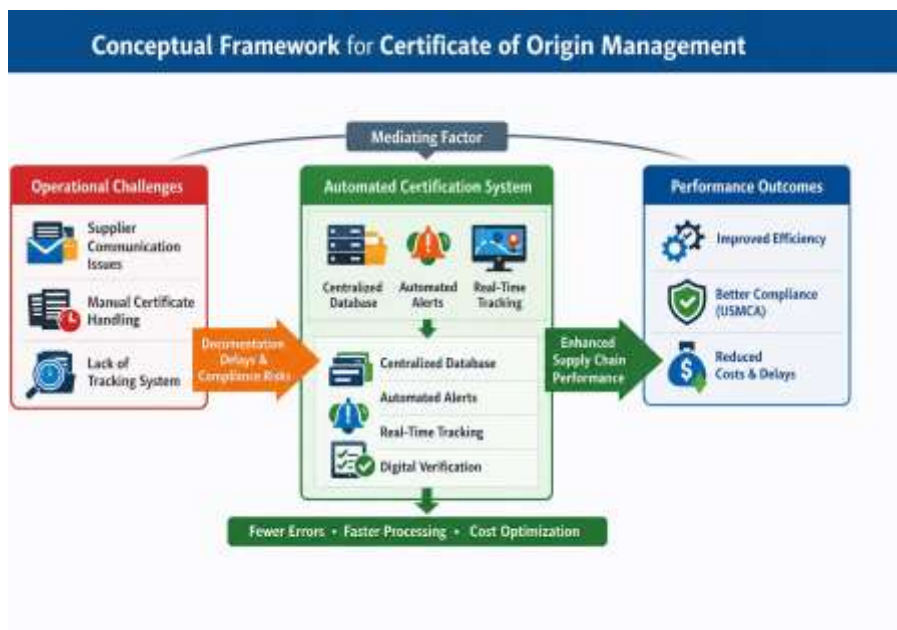 Conceptual Framework for Certificate of Origin Management
Mediating Factor
Operational Challenges
Supplier
Communication
Issues
Manual Certificate
Handling
Lack of
Tracking System
Documentation
Delays &
Compliance Risks
Automated Certification System
Centralized
Database
Automated
Alerts
Real-Time
Tracking
Centralized Database
Automated Alerts
Real-Time Tracking
Digital Verification
Enhanced
Supply Chain
Performance
Performance Outcomes
Improved Efficiency
Better Compliance
(USMCA)
Reduced
Costs & Delays
Fewer Errors • Faster Processing • Cost Optimization